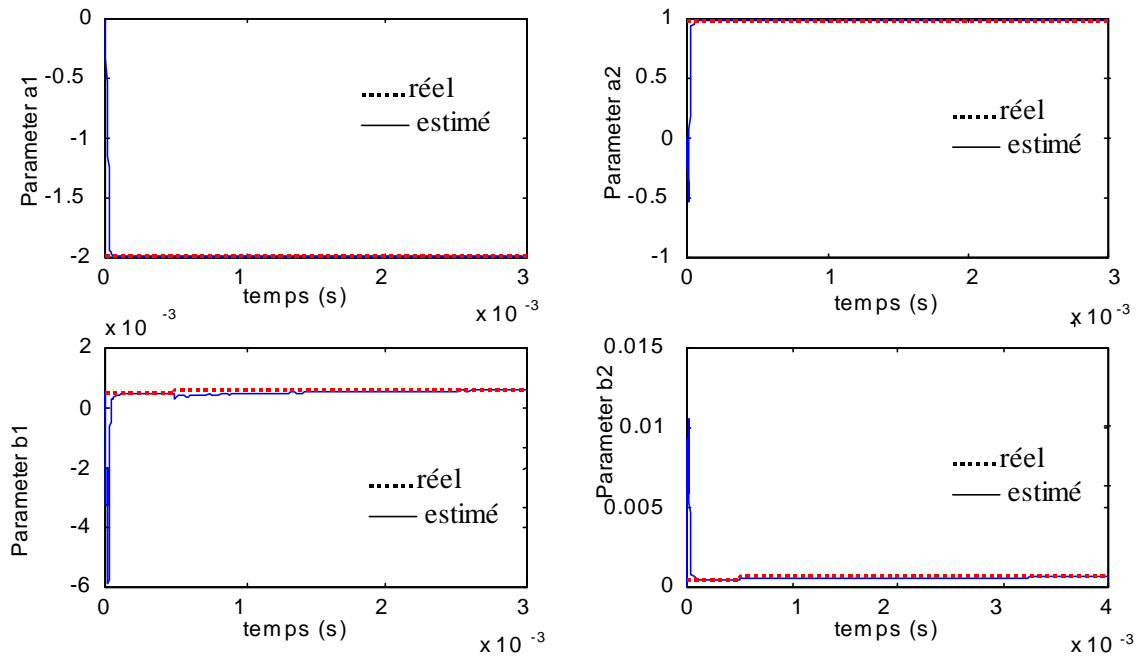 Parameter a1
0
-0.5
-1
-1.5
-2
réel
estimé
0 1 2 3
temps (s)
x 10 -3
Parameter a2
1
0.5
0
-0.5
-1
réel
estimé
0 1 2 3
temps (s)
x 10 -3
x 10 -3
Parameter b1
2
0
-2
-4
-6
réel
estimé
0 1 2 3
temps (s)
x 10 -3
Parameter b2
0.015
0.01
0.005
0
réel
estimé
0 1 2 3 4
temps (s)
x 10 -3